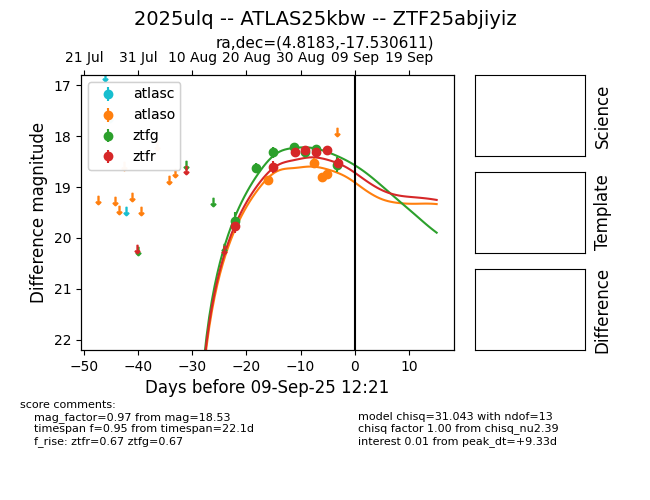 2025ulq -- ATLAS25kbw -- ZTF25abjiyiz
ra,dec=(4.8183,-17.530611)
21 Jul 31 Jul 10 Aug 20 Aug 30 Aug 09 Sep 19 Sep
atlasc
atlaso
ztfg
ztfr
17
18
19
20
21
22
Difference magnitude
−50 −40 −30 −20 −10 0 10
Days before 09-Sep-25 12:21
Science
Template
Difference
score comments:
mag_factor=0.97 from mag=18.53
timespan f=0.95 from timespan=22.1d
f_rise: ztfr=0.67 ztfg=0.67
model chisq=31.043 with ndof=13
chisq factor 1.00 from chisq_nu2.39
interest 0.01 from peak_dt=+9.33d